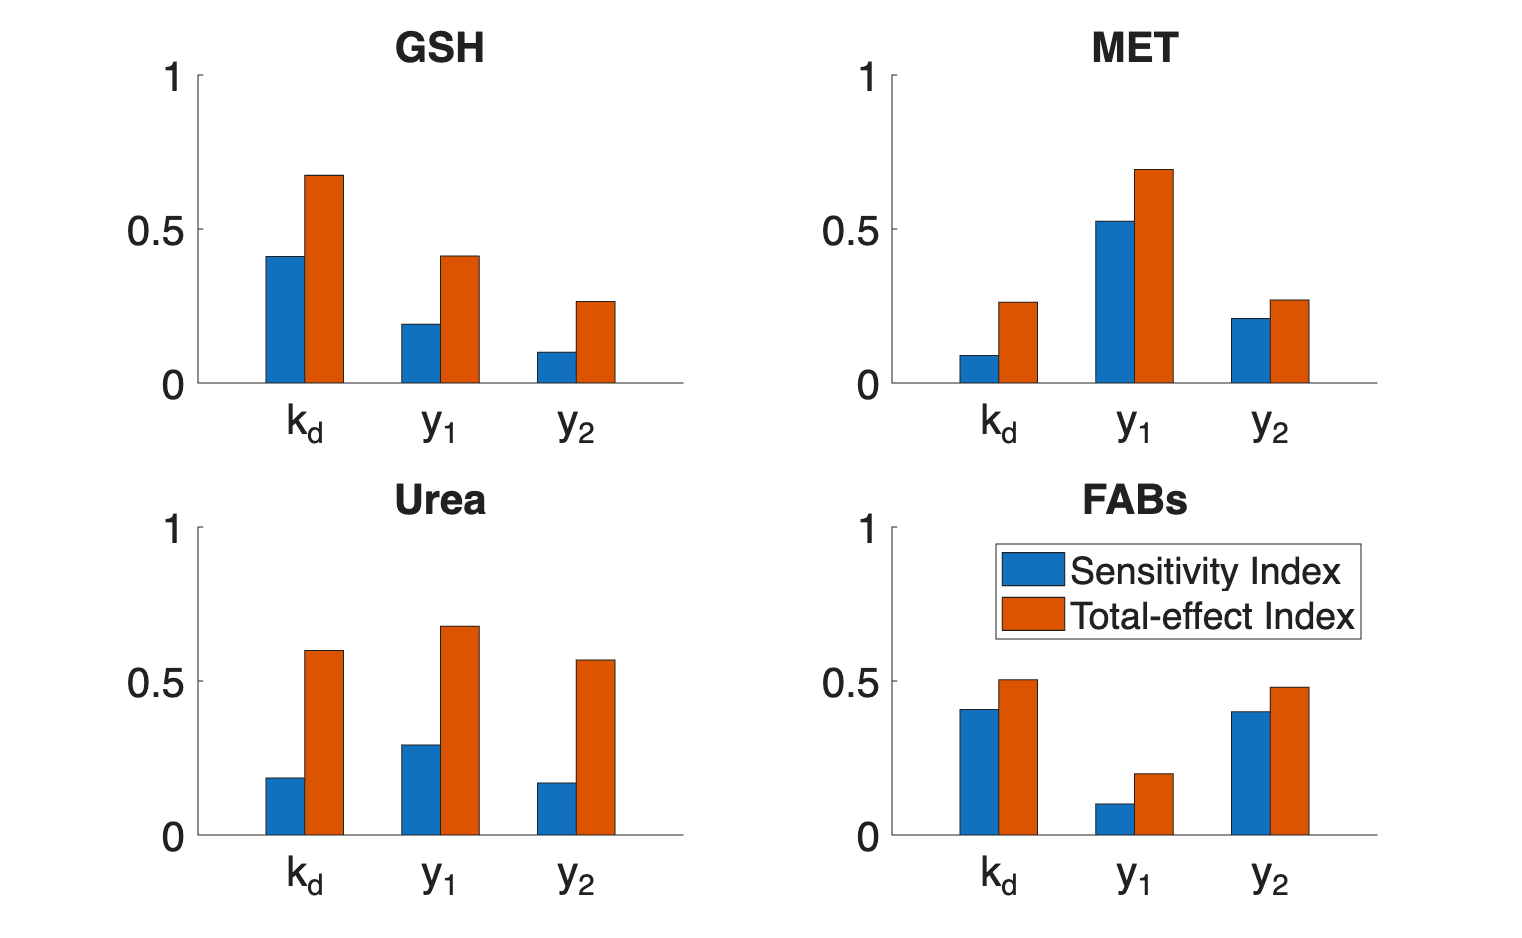 GSH
1
0.5
0
k_d y_1 y_2
MET
1
0.5
0
k_d y_1 y_2
Urea
1
0.5
0
k_d y_1 y_2
FABs
1
Sensitivity Index
Total-effect Index
0.5
0
k_d y_1 y_2